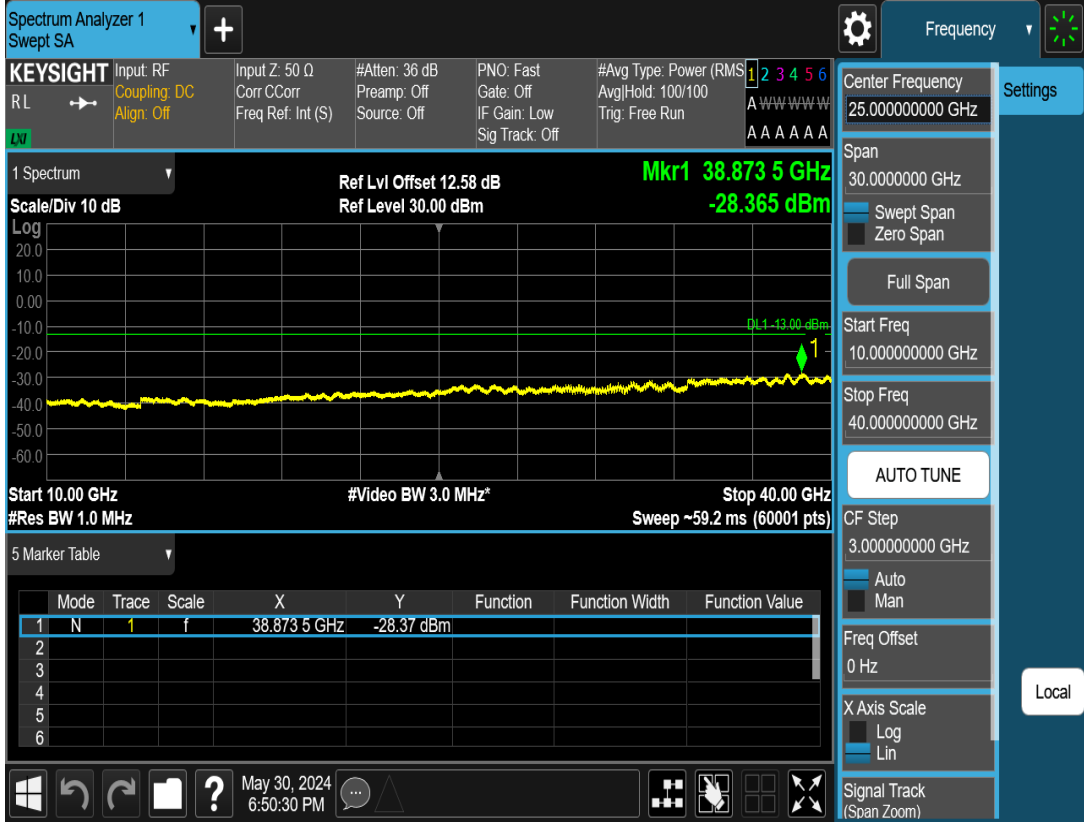 Spectrum Analyzer 1
Swept SA
+
Frequency
KEYSIGHT
RL
LXI
Input: RF
Coupling: DC
Align: Off
Input Z: 50 Ω
Corr CCorr
Freq Ref: Int (S)
#Atten: 36 dB
Preamp: Off
Source: Off
PNO: Fast
Gate: Off
IF Gain: Low
Sig Track: Off
#Avg Type: Power (RMS
Avg|Hold: 100/100
Trig: Free Run
1 2 3 4 5 6
A W W W W W
A A A A A A
1 Spectrum
Scale/Div 10 dB
Ref Lvl Offset 12.58 dB
Ref Level 30.00 dBm
Mkr1 38.873 5 GHz
-28.365 dBm
Log
20.0
10.0
0.00
-10.0
-20.0
-30.0
-40.0
-50.0
-60.0
DL1 -13.00 dBm
1
Start 10.00 GHz
#Video BW 3.0 MHz*
Stop 40.00 GHz
#Res BW 1.0 MHz
Sweep ~59.2 ms (60001 pts)
5 Marker Table
Mode Trace Scale X Y Function Function Width Function Value
1 N 1 f 38.873 5 GHz -28.37 dBm
2
3
4
5
6
Center Frequency
25.000000000 GHz
Settings
Span
30.0000000 GHz
Swept Span
Zero Span
Full Span
Start Freq
10.000000000 GHz
Stop Freq
40.000000000 GHz
AUTO TUNE
CF Step
3.000000000 GHz
Auto
Man
Freq Offset
0 Hz
X Axis Scale
Log
Lin
Local
Signal Track
(Span Zoom)
?
May 30, 2024
6:50:30 PM